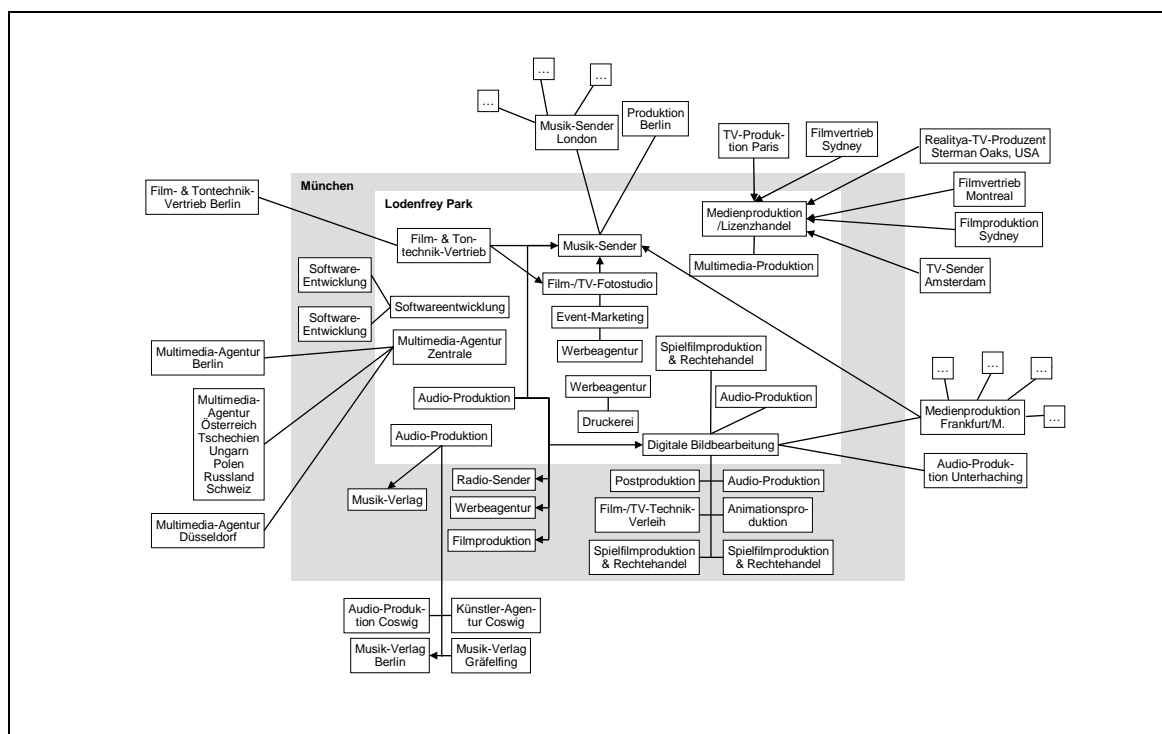 ...
...
...
Musik-Sender
London
Produktion
Berlin
TV-Produk-
tion Paris
Filmvertrieb
Sydney
Realitya-TV-Produzent
Sterman Oaks, USA
München
Film- & Tontechnik-
Vertrieb Berlin
Lodenfrey Park
Filmvertrieb
Montreal
Medienproduktion
/Lizenzhandel
Filmproduktion
Sydney
Film- & Ton-
technik-Vertrieb
Musik-Sender
Multimedia-Produktion
TV-Sender
Amsterdam
Software-
Entwicklung
Film-/TV-Fotostudio
Softwareentwicklung
Software-
Entwicklung
Event-Marketing
Multimedia-Agentur
Zentrale
Werbeagentur
Multimedia-Agentur
Berlin
Spielfilmproduktion
& Rechtehandel
...
...
...
Multimedia-
Agentur
Österreich
Tschechien
Ungarn
Polen
Russland
Schweiz
Audio-Produktion
Werbeagentur
Audio-Produktion
Druckerei
Medienproduktion
Frankfurt/M.
...
Audio-Produktion
Digitale Bildbearbeitung
Audio-Produk-
tion Unterhaching
Musik-Verlag
Radio-Sender
Postproduktion
Audio-Produktion
Werbeagentur
Film-/TV-Technik-
Verleih
Animationspro-
duktion
Multimedia-Agentur
Düsseldorf
Filmproduktion
Spielfilmproduktion
& Rechtehandel
Spielfilmproduktion
& Rechtehandel
Audio-Produk-
tion Coswig
Künstler-Agen-
tur Coswig
Musik-Verlag
Berlin
Musik-Verlag
Gräfelfing